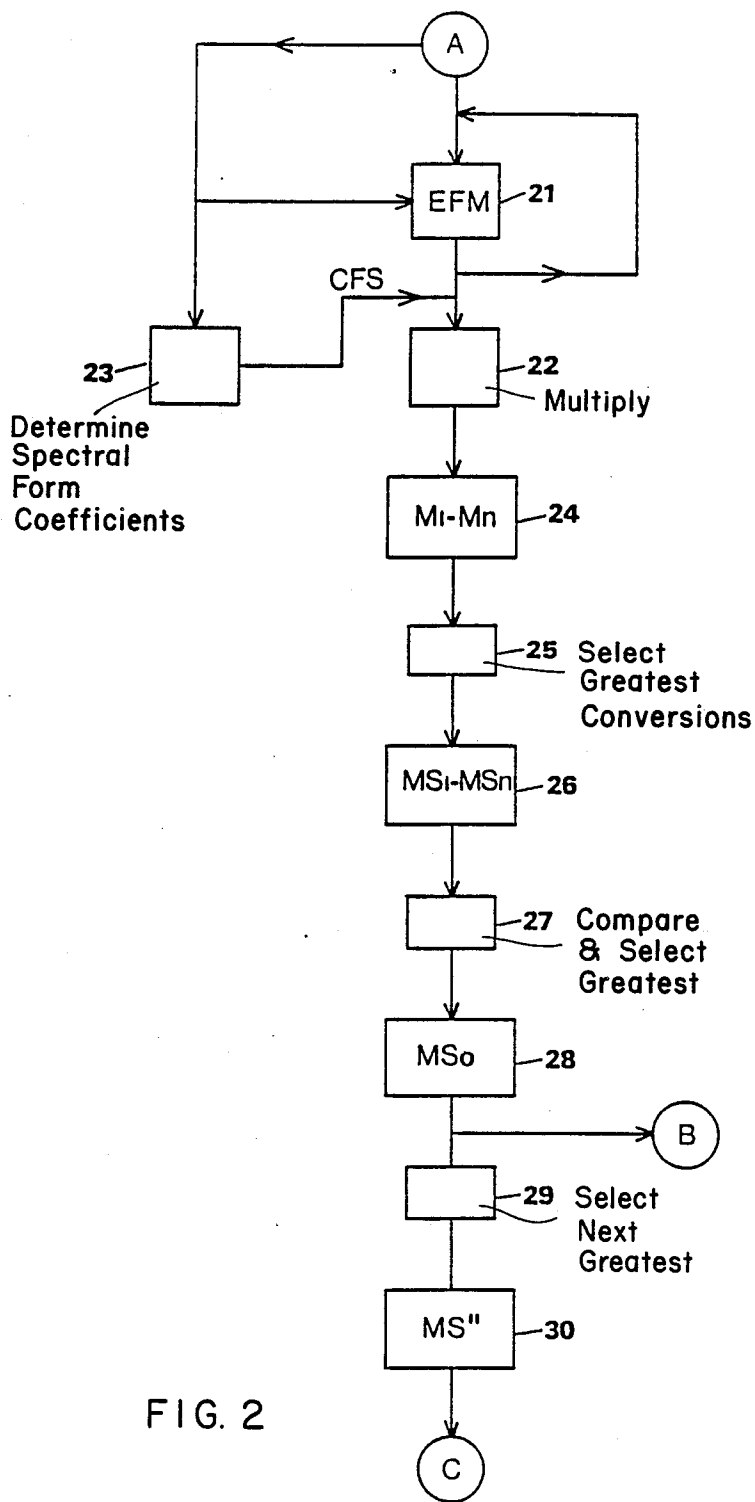 A
EFM
21
CFS
23
22
Multiply
Determine
Spectral
Form
Coefficients
M1-Mn
24
25
Select
Greatest
Conversions
MS1-MSn
26
27
Compare
& Select
Greatest
MSo
28
B
29
Select
Next
Greatest
MS"
30
FIG. 2
C